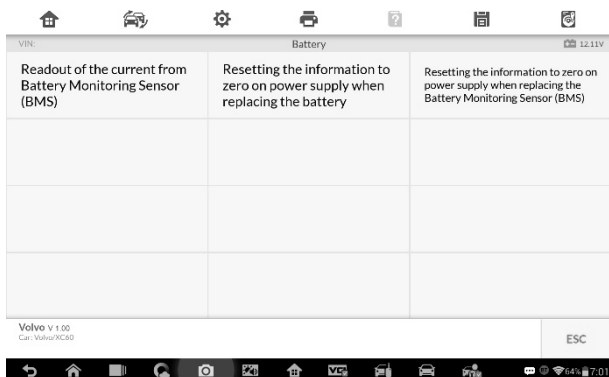 VIN:
Battery
12.11V
Readout of the current from
Battery Monitoring Sensor
(BMS)
Resetting the information to
zero on power supply when
replacing the battery
Resetting the information to zero on
power supply when replacing the
Battery Monitoring Sensor (BMS)
Volvo V 1.00
Car: Volvo/XC60
ESC
64% 7:01